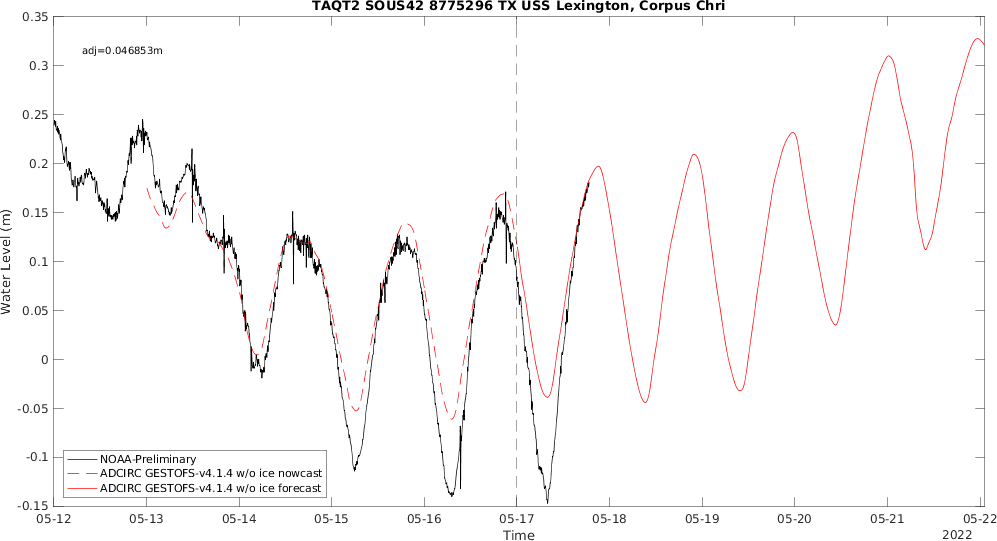 TAQT2 SOUS42 8775296 TX USS Lexington, Corpus Chri
0.35
0.3
0.25
0.2
0.15
0.1
0.05
0
-0.05
-0.1
-0.15
Water Level (m)
adj=0.046853m
NOAA-Preliminary
ADCIRC GESTOFS-v4.1.4 w/o ice nowcast
ADCIRC GESTOFS-v4.1.4 w/o ice forecast
05-12 05-13 05-14 05-15 05-16 05-17 05-18 05-19 05-20 05-21 05-22
Time
2022